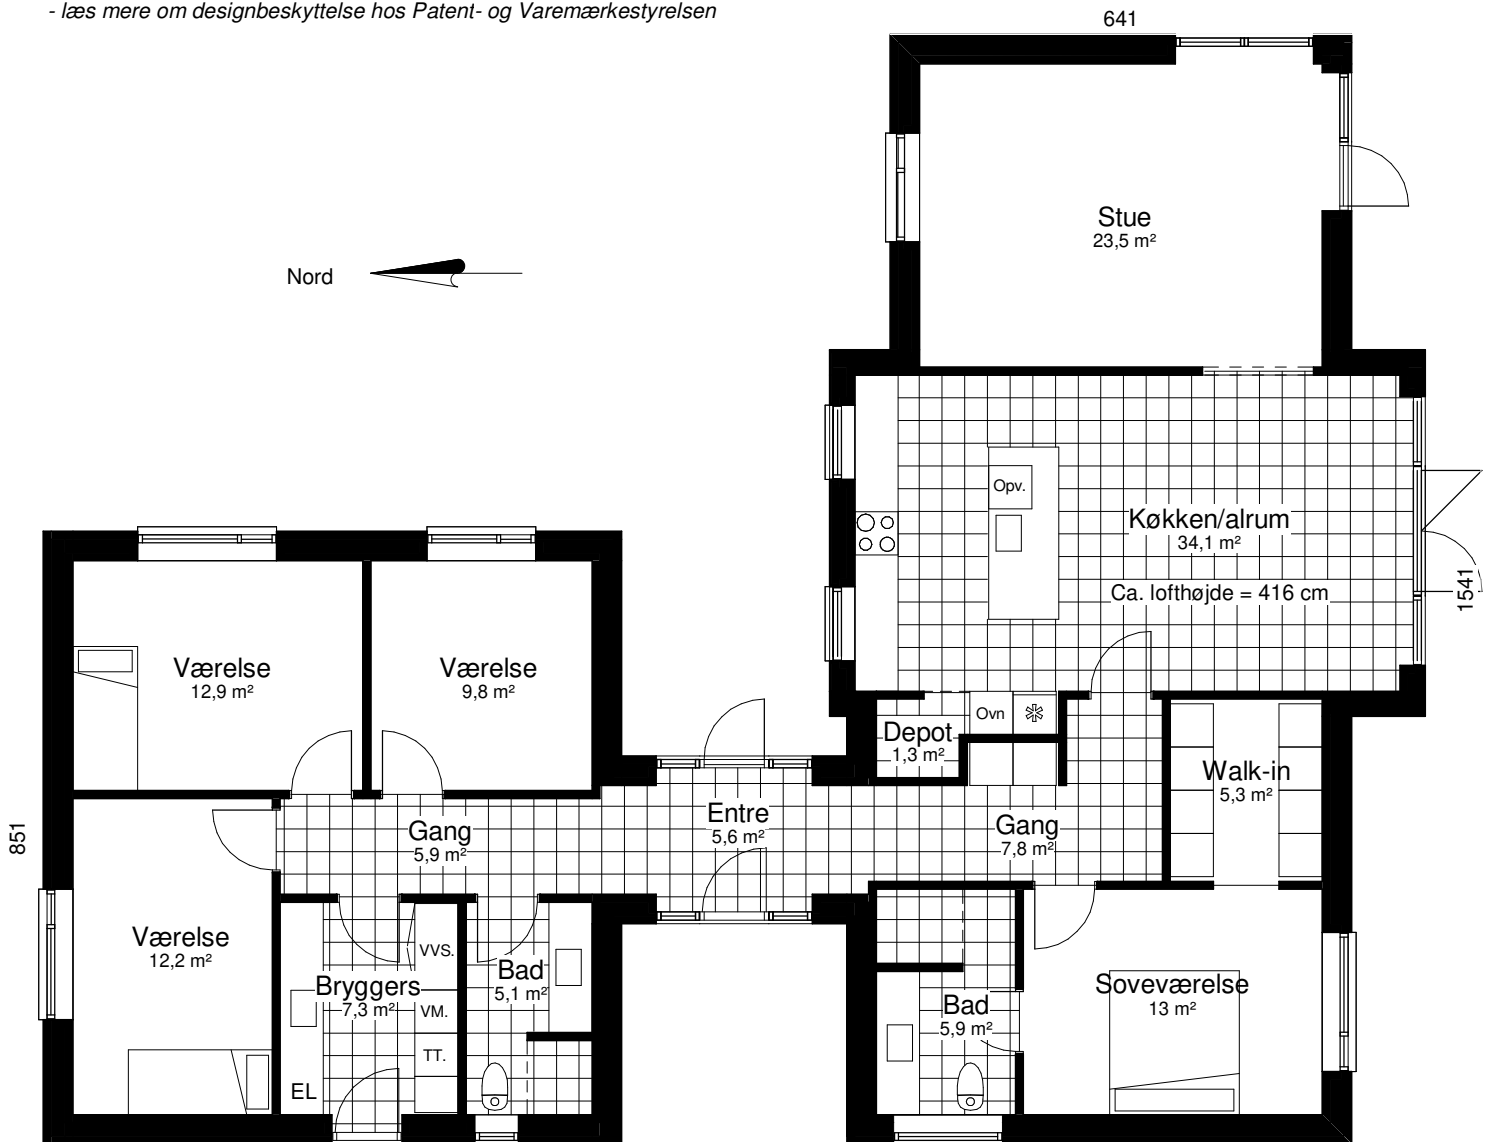 - læs mere om designbeskyttelse hos Patent- og Varemærkestyrelsen
641
Stue
23,5 m²
Nord
Opv.
Køkken/alrum
34,1 m²
Ca. lofthøjde = 416 cm
1541
Værelse
12,9 m²
Værelse
9,8 m²
Ovn
Depot
1,3 m²
Walk-in
5,3 m²
Entre
5,6 m²
Gang
5,9 m²
Gang
7,8 m²
851
Værelse
12,2 m²
VVS.
Bryggers
7,3 m²
VM.
TT.
EL
Bad
5,1 m²
Bad
5,9 m²
Soveværelse
13 m²